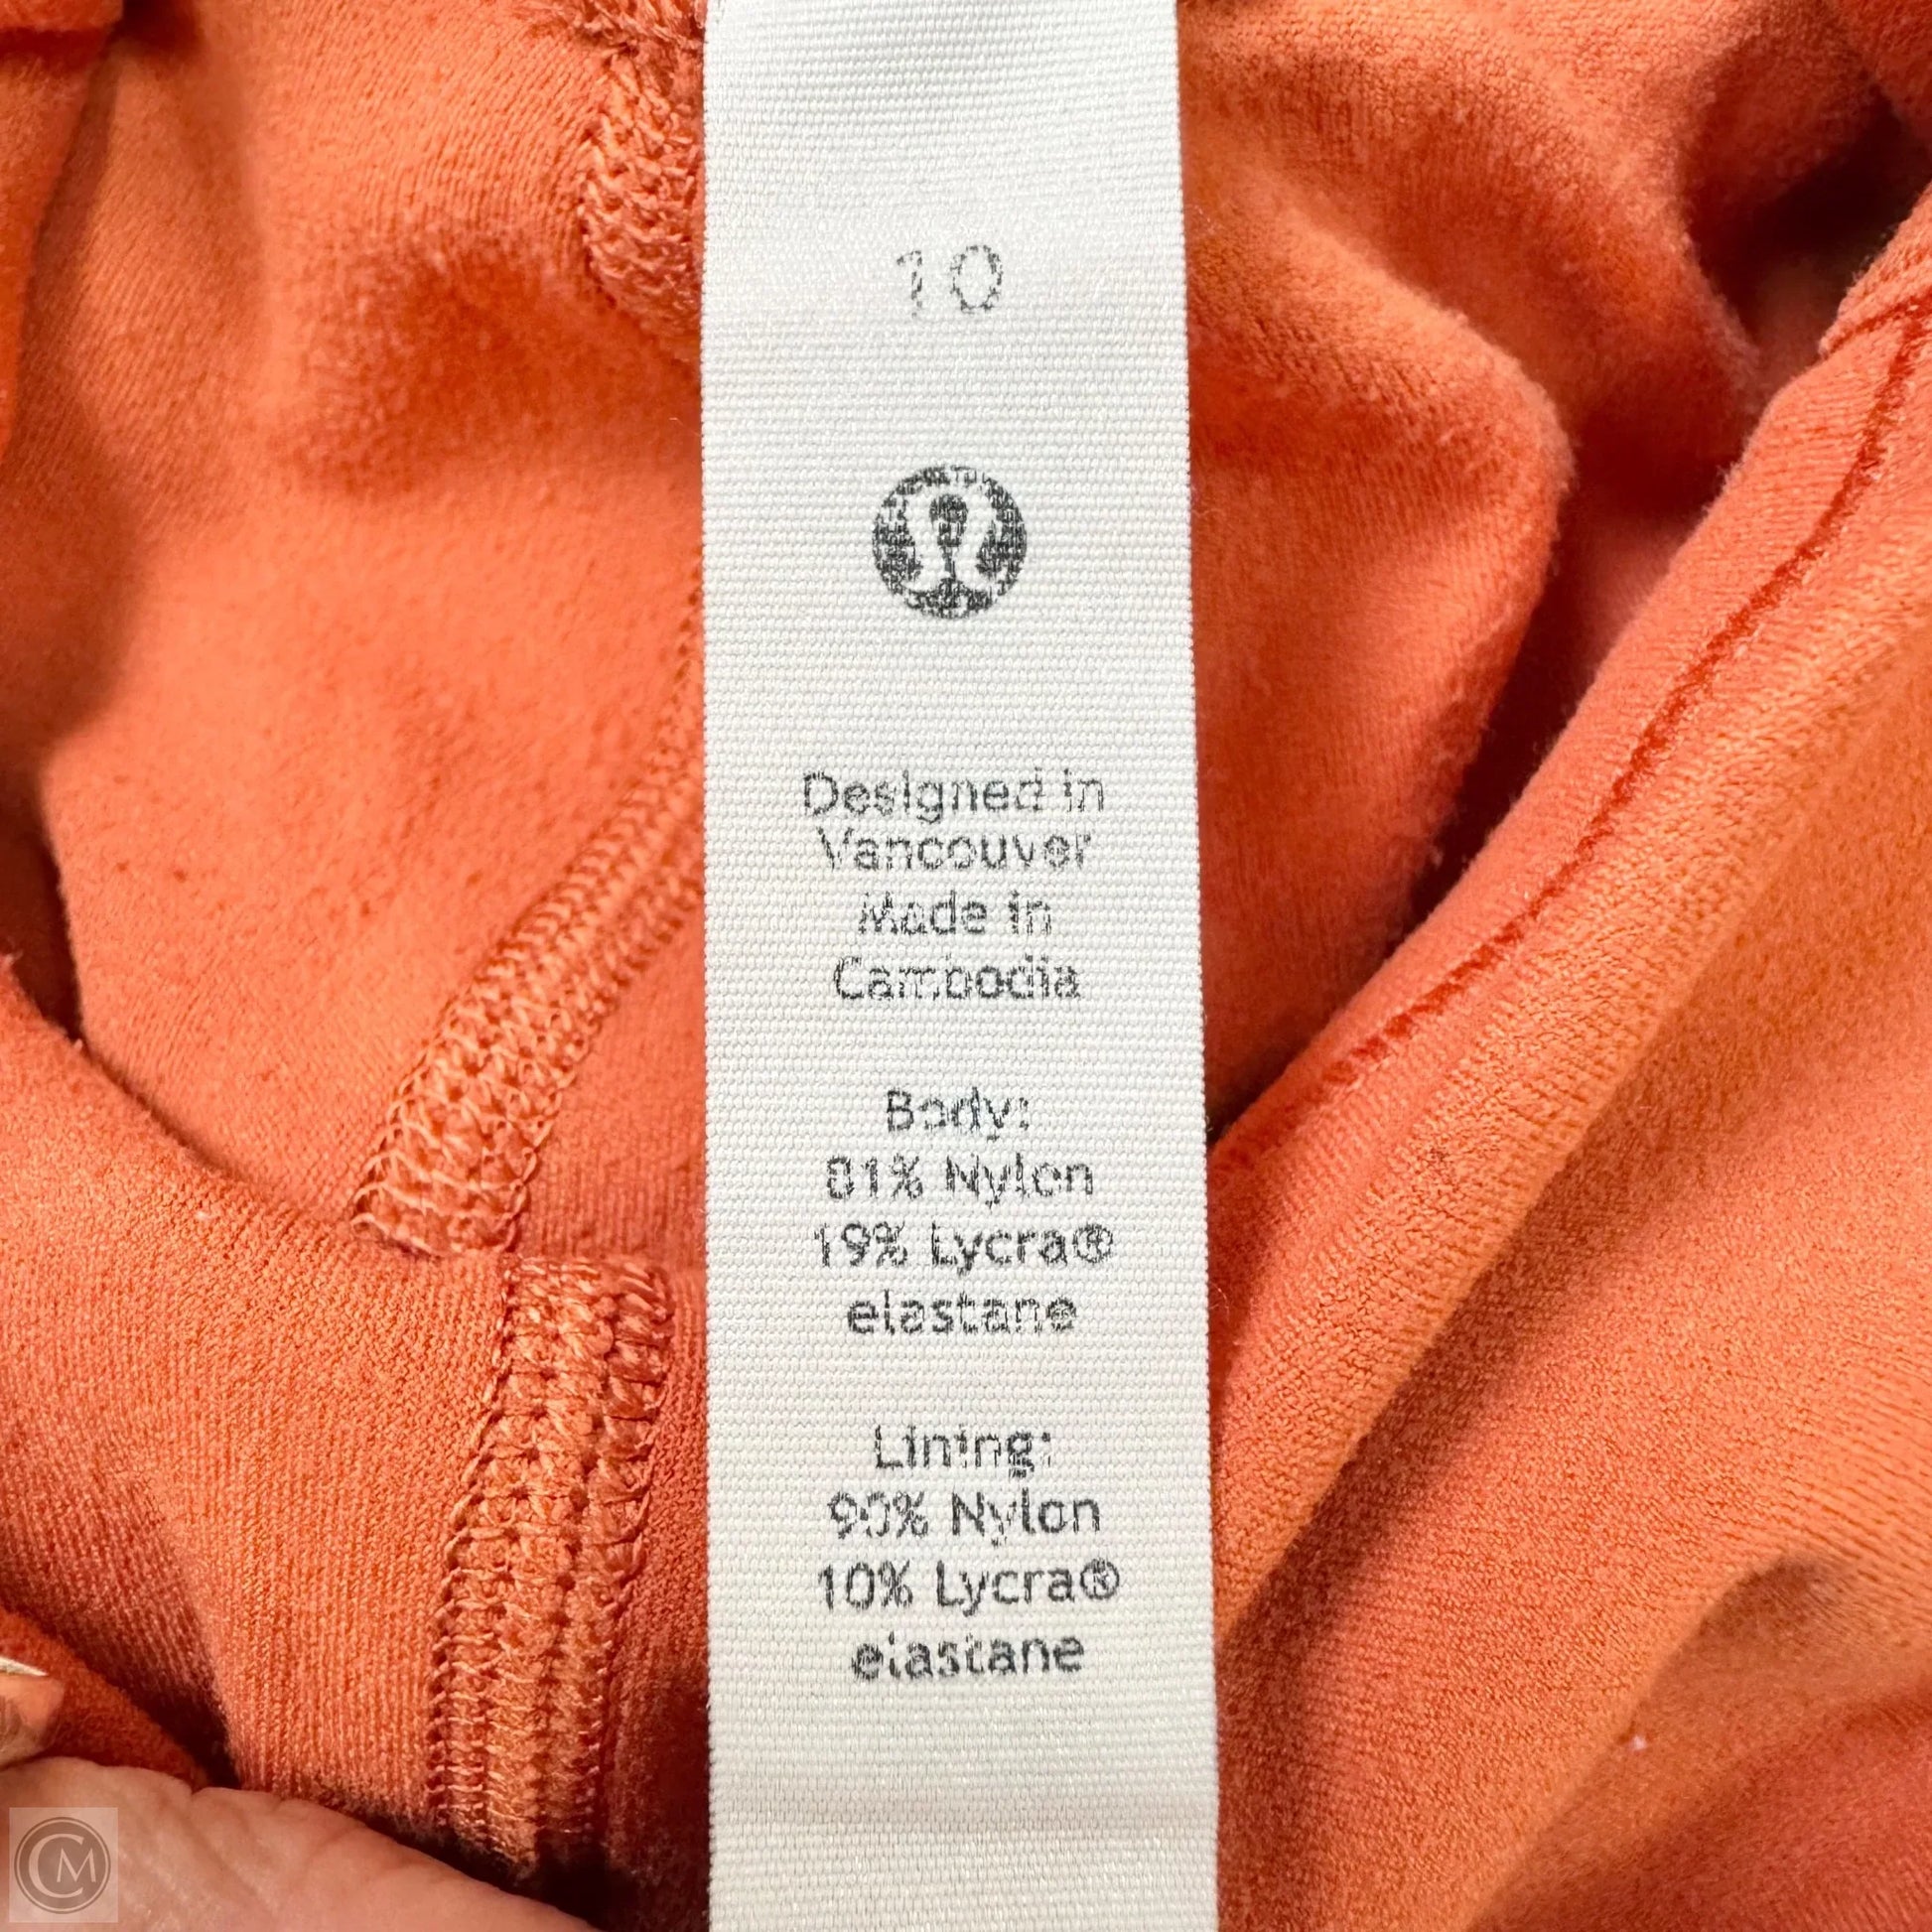 10
Designed in
Vancouver
Made in
Cambodia
Body:
81% Nylon
19% Lycra®
elastane
Lining:
90% Nylon
10% Lycra®
elastane
CM